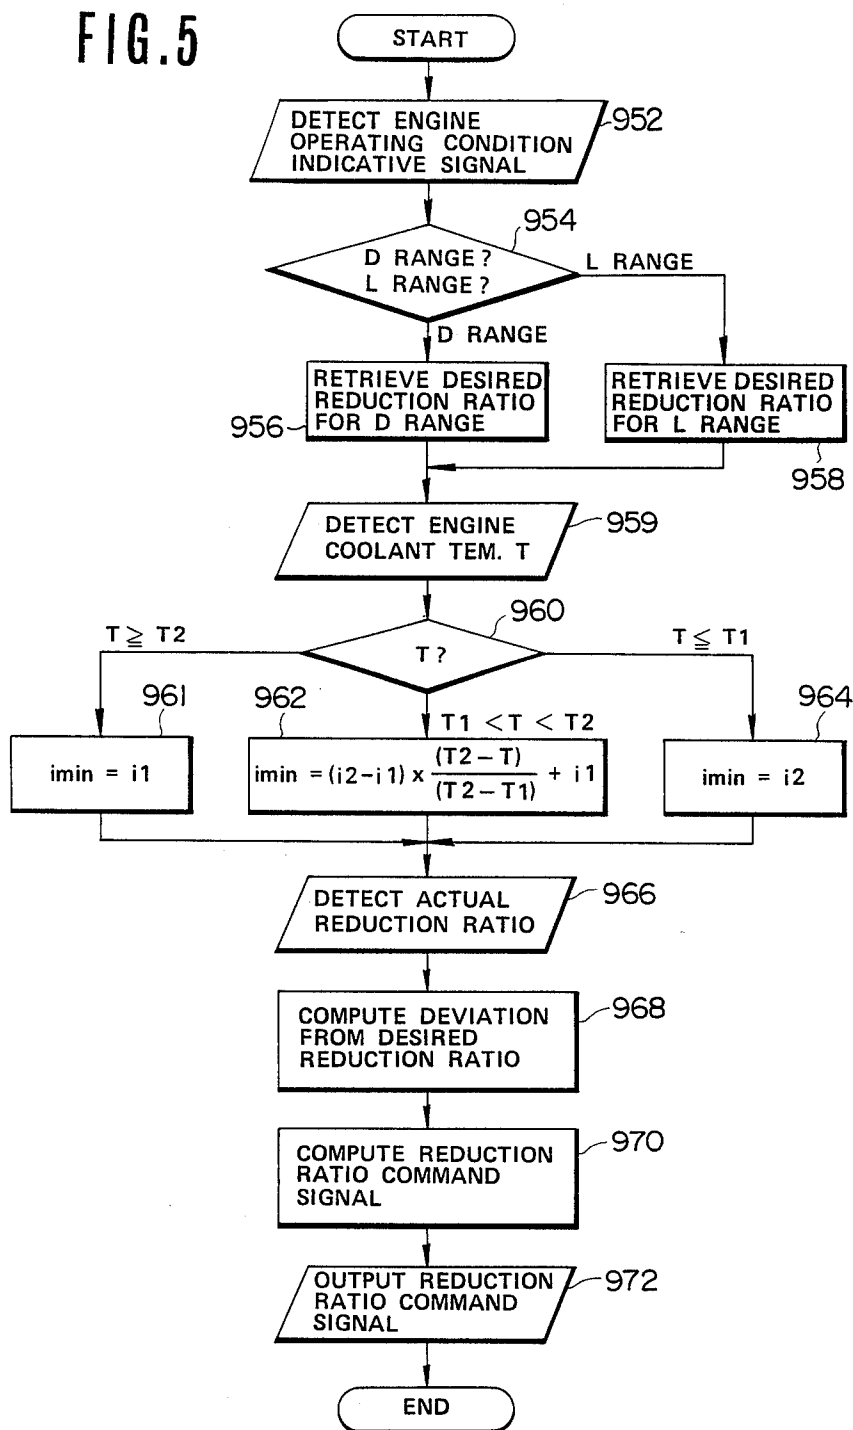 FIG.5
START
DETECT ENGINE
OPERATING CONDITION
INDICATIVE SIGNAL
952
954
D RANGE?
L RANGE?
L RANGE
D RANGE
RETRIEVE DESIRED
REDUCTION RATIO
FOR D RANGE
956
RETRIEVE DESIRED
REDUCTION RATIO
FOR L RANGE
958
DETECT ENGINE
COOLANT TEM. T
959
960
T?
T ≧ T2
T ≦ T1
961
962
T1 < T < T2
964
imin = i1
imin = (i2-i1) x (T2-T)/(T2-T1) + i1
imin = i2
DETECT ACTUAL
REDUCTION RATIO
966
COMPUTE DEVIATION
FROM DESIRED
REDUCTION RATIO
968
COMPUTE REDUCTION
RATIO COMMAND
SIGNAL
970
OUTPUT REDUCTION
RATIO COMMAND
SIGNAL
972
END